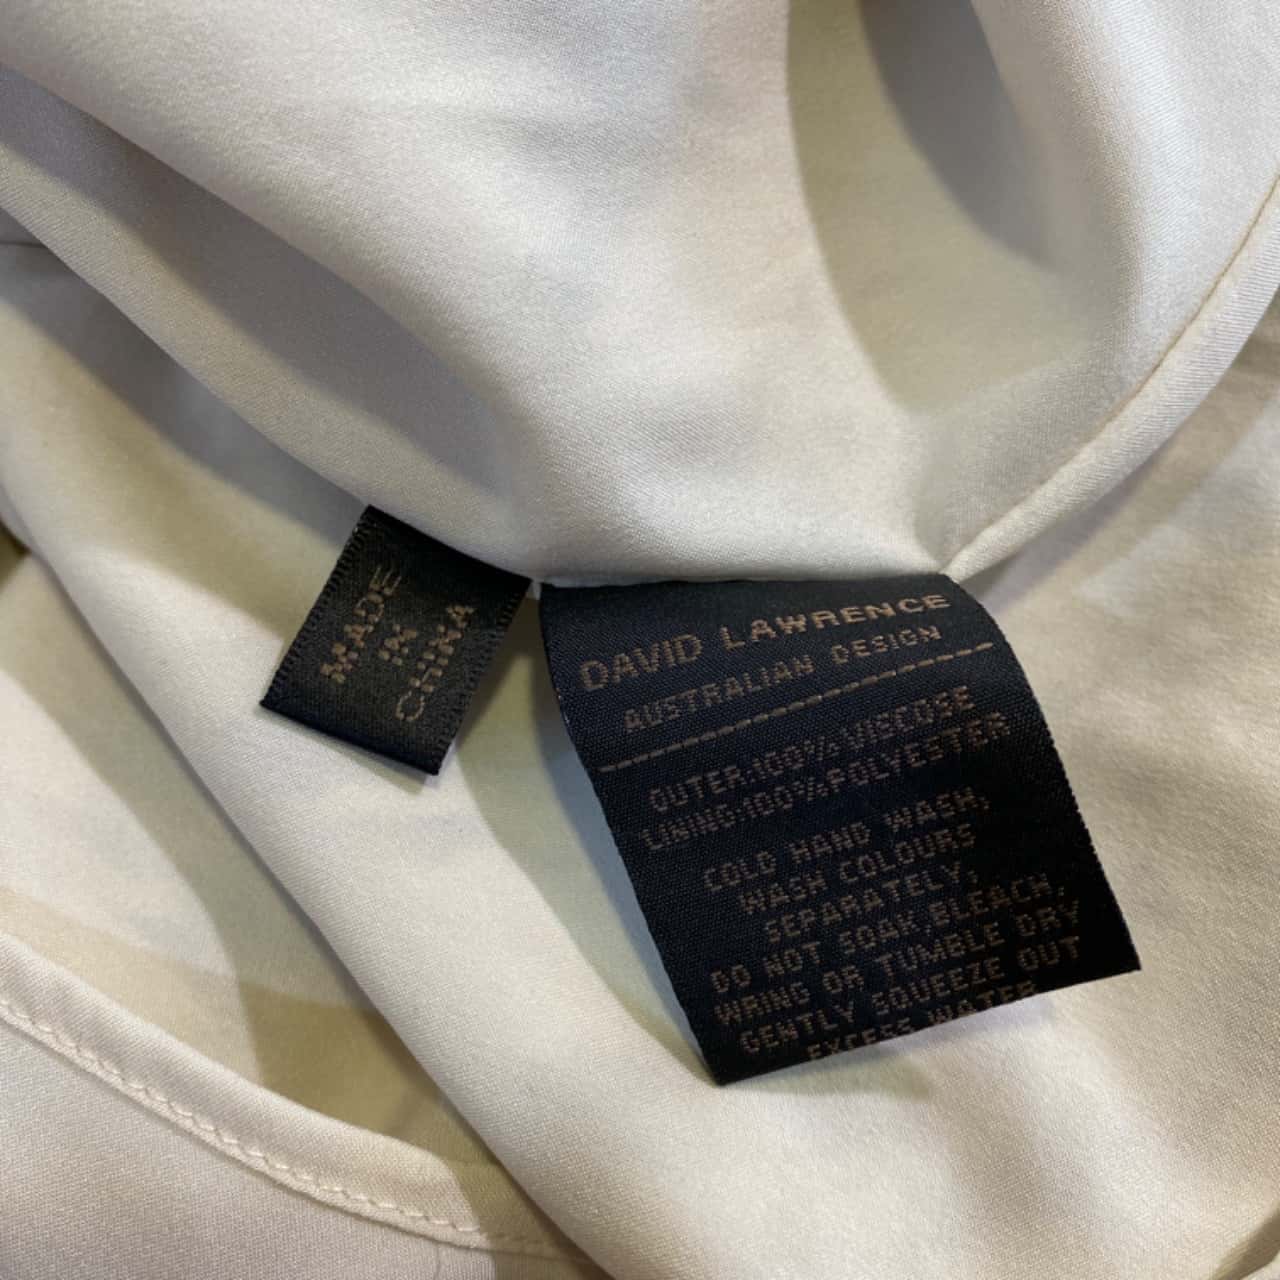 MADE
IN
CHINA
DAVID LAWRENCE
AUSTRALIAN DESIGN
OUTER:100%VISCOSE
LINING:100%POLYESTER
COLD HAND WASH,
WASH COLOURS
SEPARATELY,
DO NOT SOAK,BLEACH,
WRING OR TUMBLE DRY
GENTLY SQUEEZE OUT
EXCESS WATER